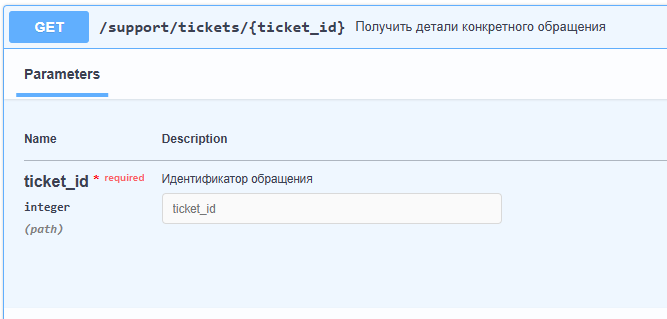 GET /support/tickets/{ticket_id} Получить детали конкретного обращения
Parameters
Name Description
ticket_id * required Идентификатор обращения
integer ticket_id
(path)